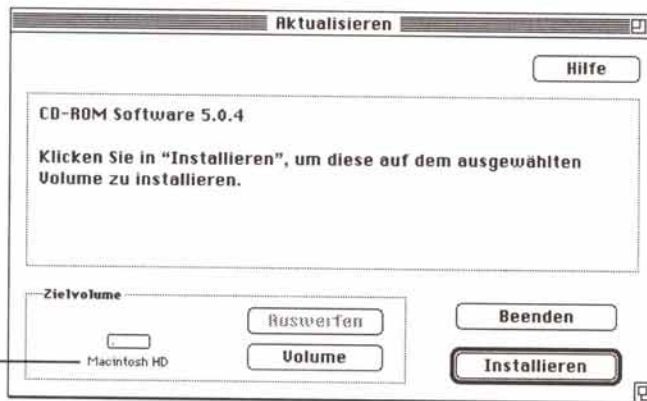 Aktualisieren
Hilfe
CD-ROM Software 5.0.4
Klicken Sie in “Installieren”, um diese auf dem ausgewählten
Volume zu installieren.
Zielvolume
Auswerfen
Beenden
Macintosh HD
Volume
Installieren